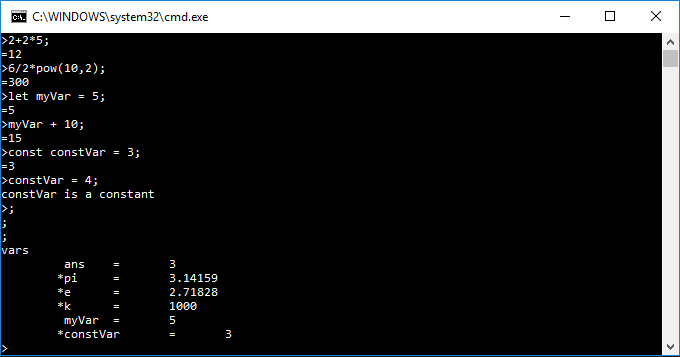 C:\WINDOWS\system32\cmd.exe
>2+2*5;
=12
>6/2*pow(10,2);
=300
>let myVar = 5;
=5
>myVar + 10;
=15
>const constVar = 3;
=3
>constVar = 4;
constVar is a constant
>;
;
;
vars
ans = 3
*pi = 3.14159
*e = 2.71828
*k = 1000
myVar = 5
*constVar = 3
>